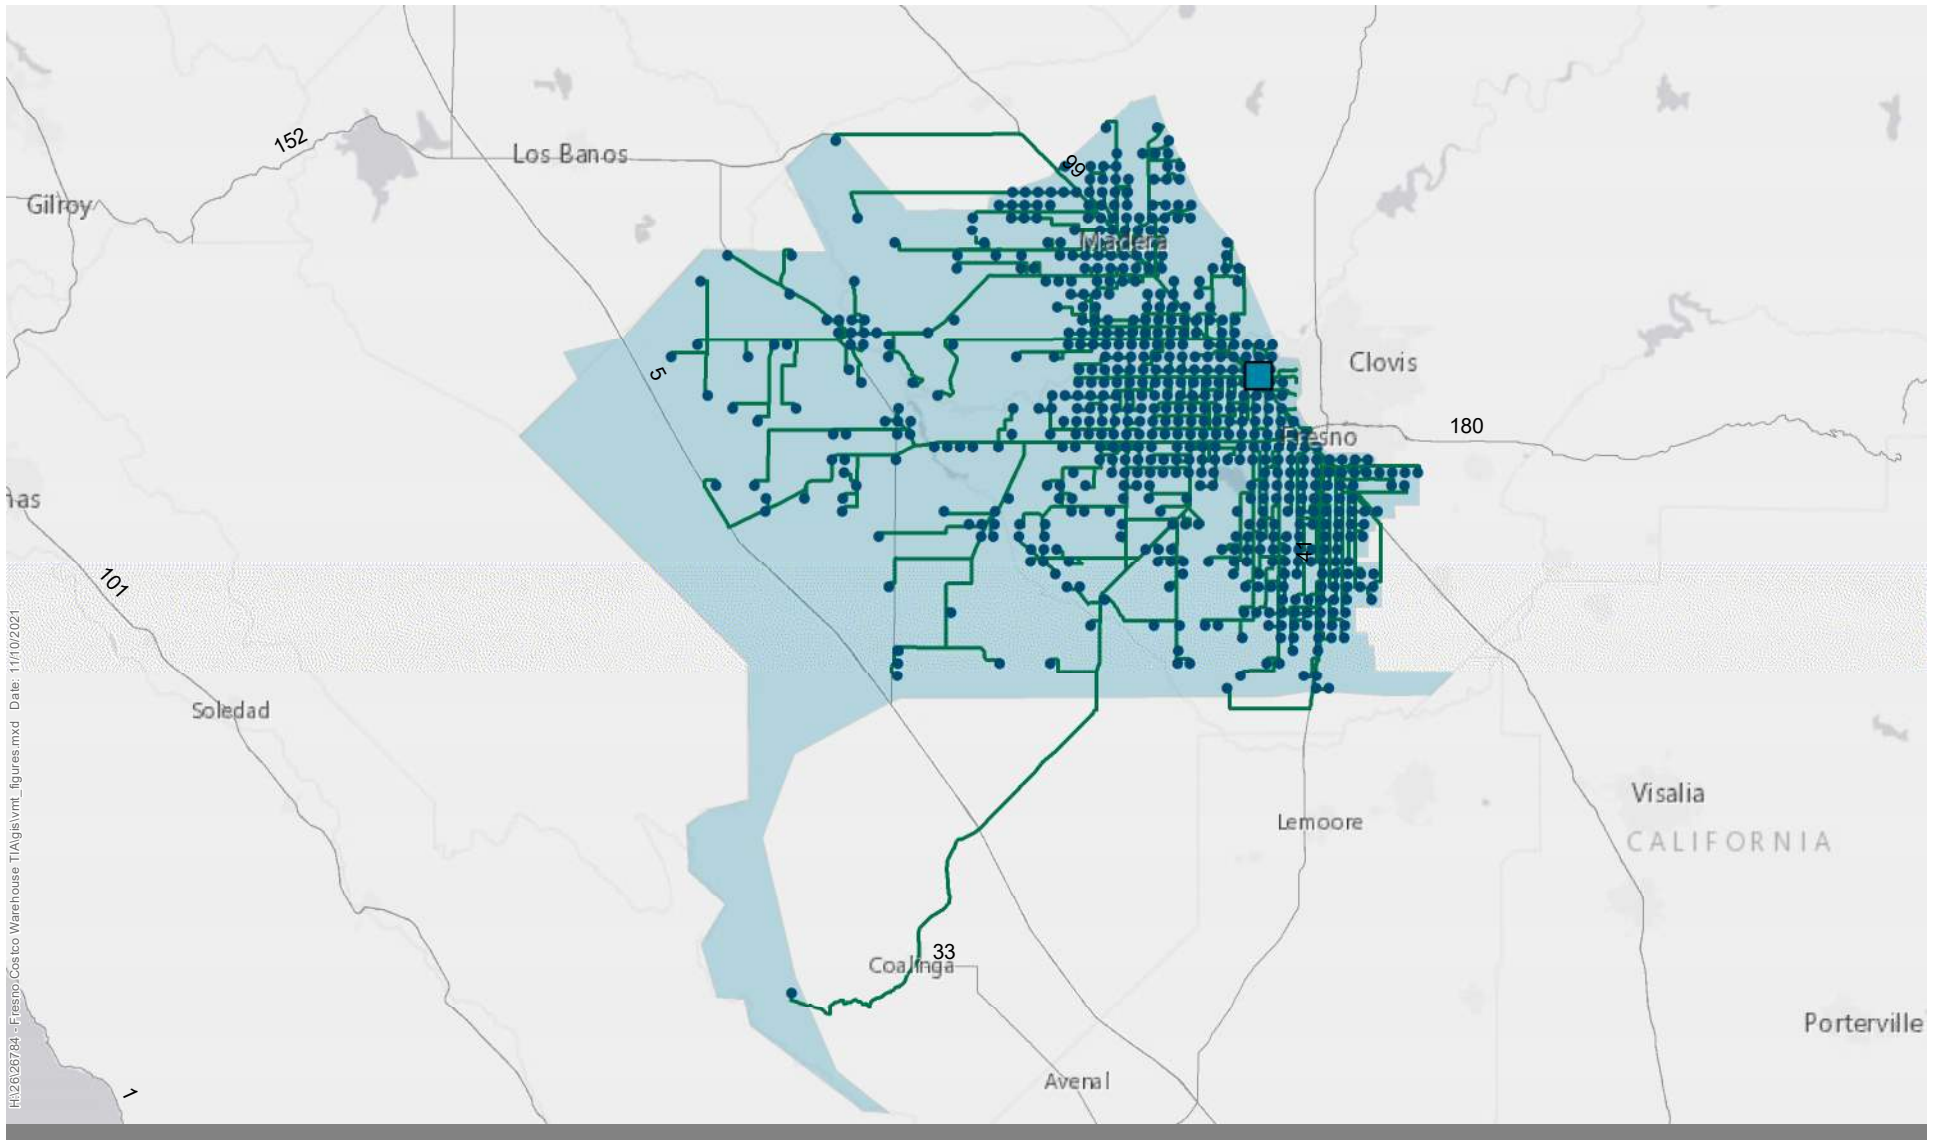 152
Los Banos
99
Gilroy
Madera
5
Clovis
180
Fresno
nas
41
101
Soledad
Visalia
Lemoore
CALIFORNIA
33
Coalinga
Porterville
Avenal
1
H:\26\26784 - Fresno Costco Warehouse TIA\gis\vmt_figures.mxd Date: 11/10/2021